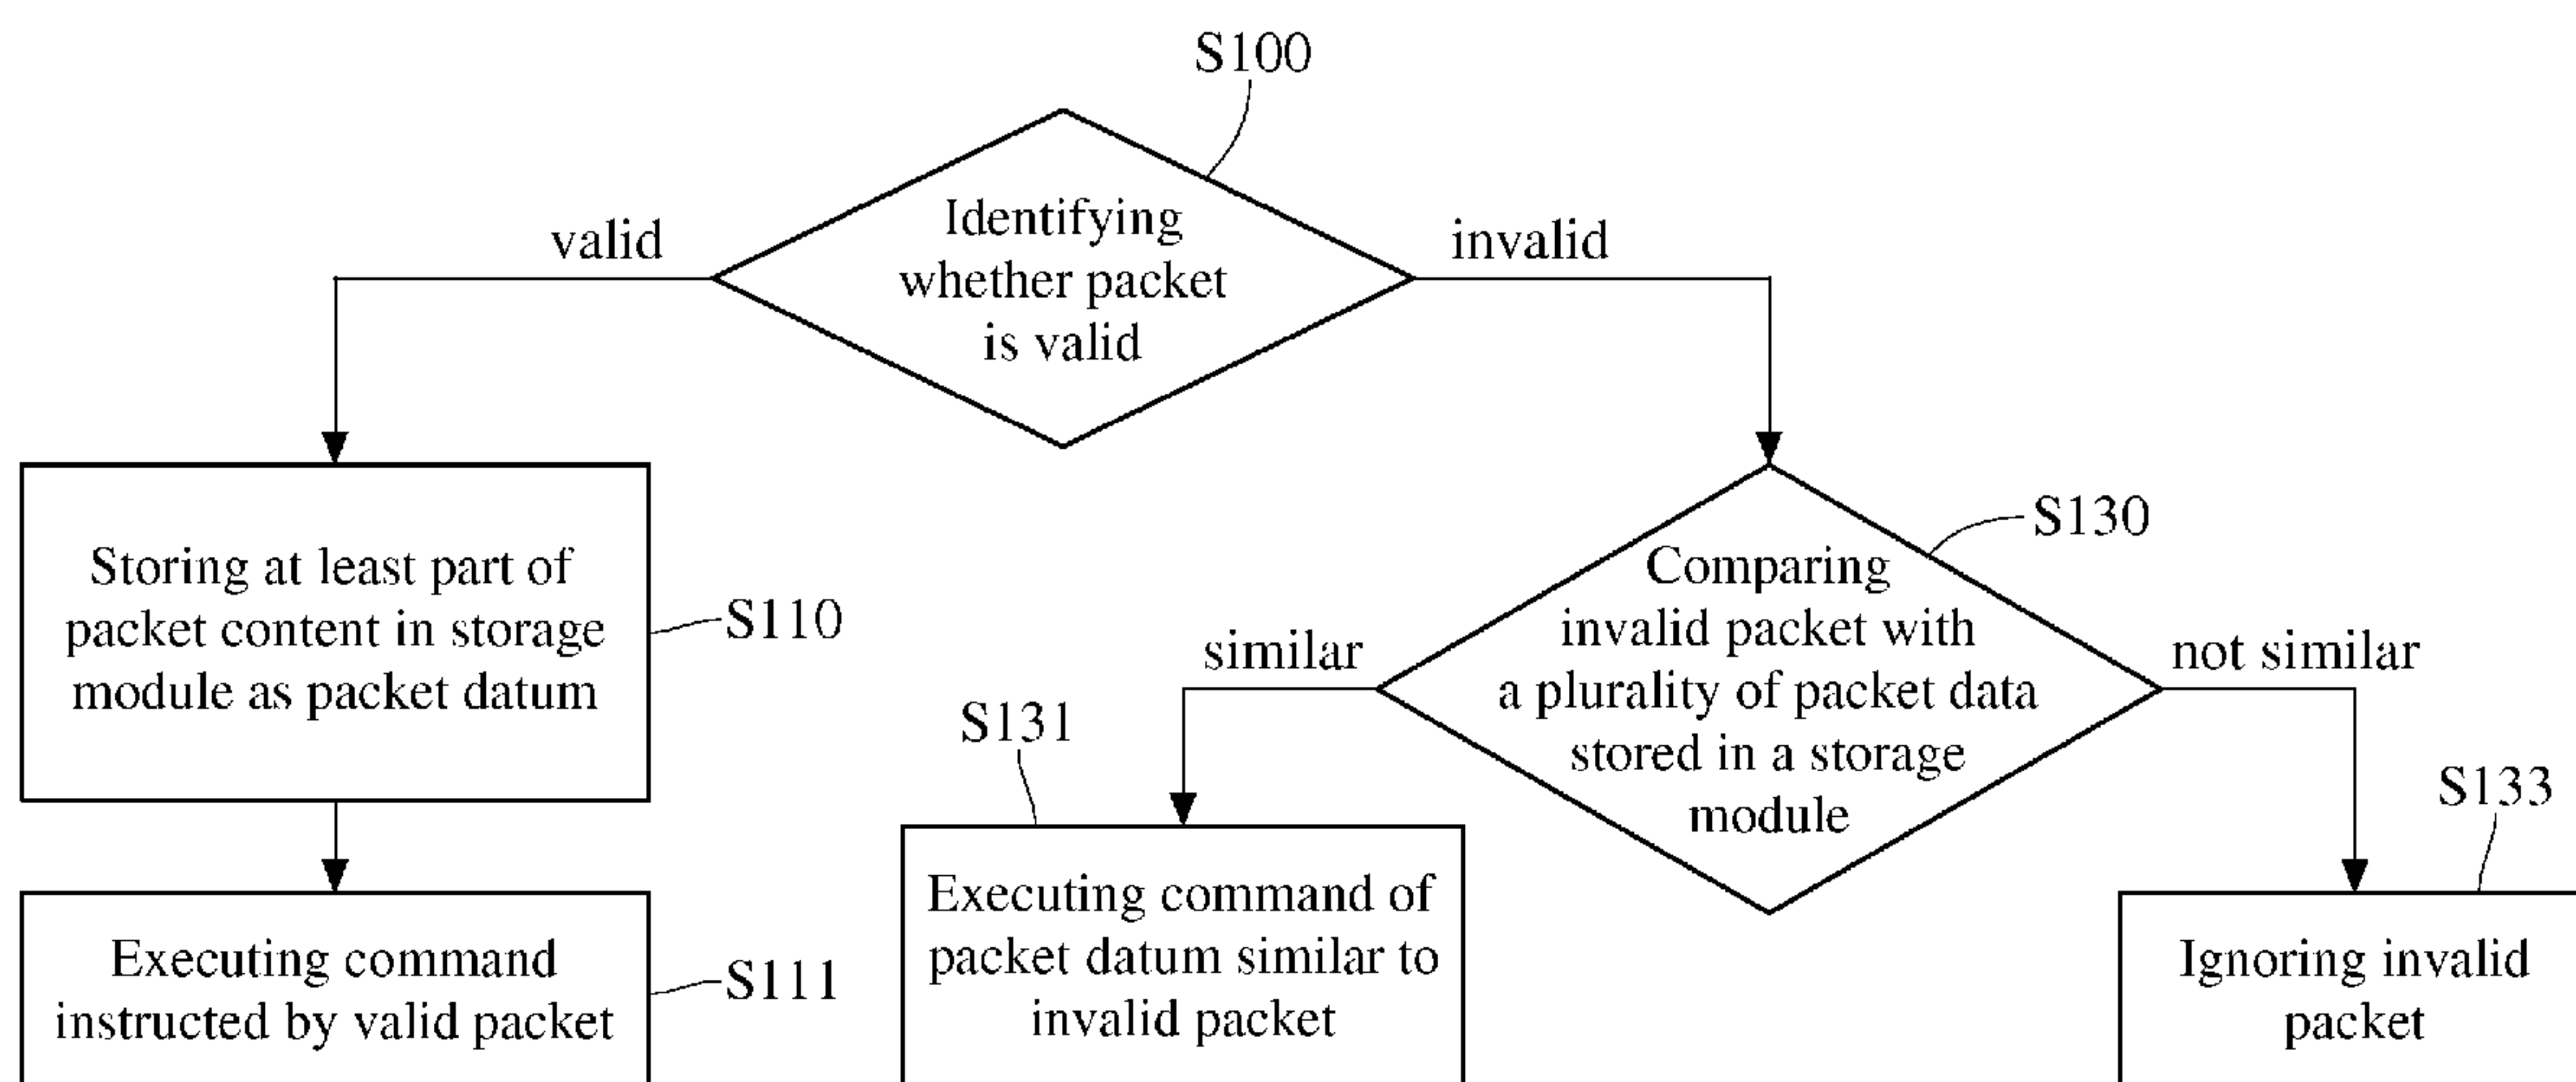 S100
Identifying
whether packet
is valid
valid
invalid
Storing at least part of
packet content in storage
module as packet datum
S110
Comparing
invalid packet with
a plurality of packet data
stored in a storage
module
S130
similar
not similar
S131
S133
Executing command
instructed by valid packet
S111
Executing command of
packet datum similar to
invalid packet
Ignoring invalid
packet